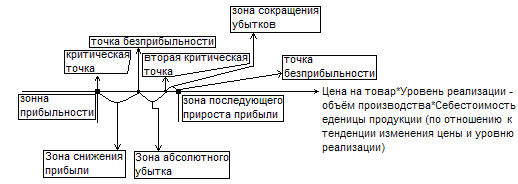 зона сокращения
убытков
точка безприбыльности
критическая
точка
вторая критическая
точка
точка
безприбыльности
зонна
прибыльности
зона последующего
прироста прибыли
Цена на товар*Уровень реализации -
объём производства*Себестоимость
еденицы продукции (по отношению к
тенденции изменения цены и уровню
реализации)
Зона снижения
прибыли
Зона абсолютного
убытка